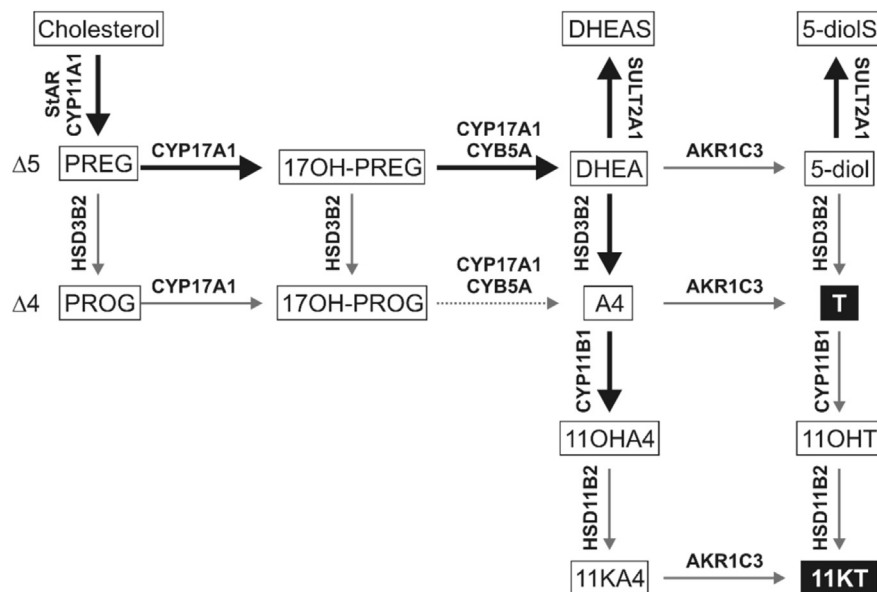 Cholesterol
DHEAS
5-diolS
StAR
CYP11A1
SULT2A1
SULT2A1
Δ5
PREG
CYP17A1
17OH-PREG
CYP17A1
CYB5A
DHEA
AKR1C3
5-diol
HSD3B2
HSD3B2
HSD3B2
HSD3B2
Δ4
PROG
CYP17A1
17OH-PROG
CYP17A1
CYB5A
A4
AKR1C3
T
CYP11B1
CYP11B1
11OHA4
11OHT
HSD11B2
HSD11B2
11KA4
AKR1C3
11KT